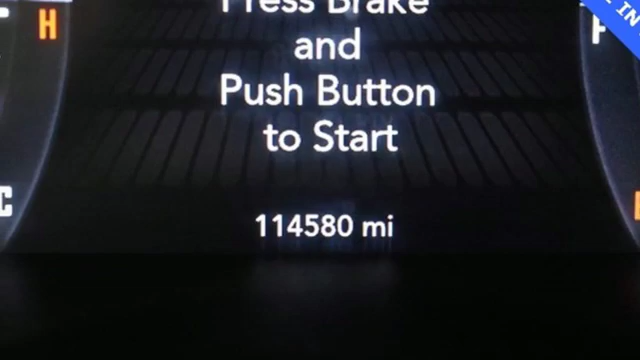 H
F
Press Brake
and
Push Button
to Start
C
114580 mi